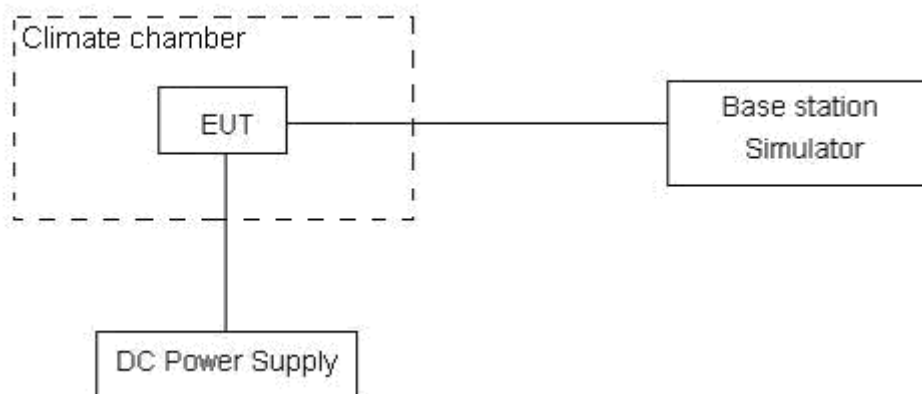 Climate chamber
EUT
Base station
Simulator
DC Power Supply